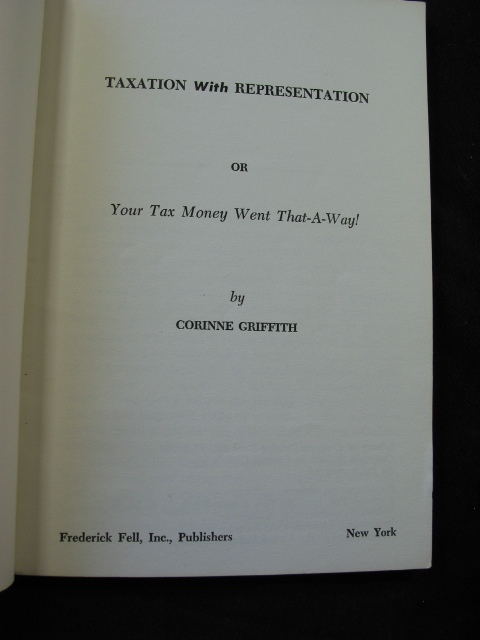 TAXATION With REPRESENTATION
OR
Your Tax Money Went That-A-Way!
by
CORINNE GRIFFITH
Frederick Fell, Inc., Publishers New York